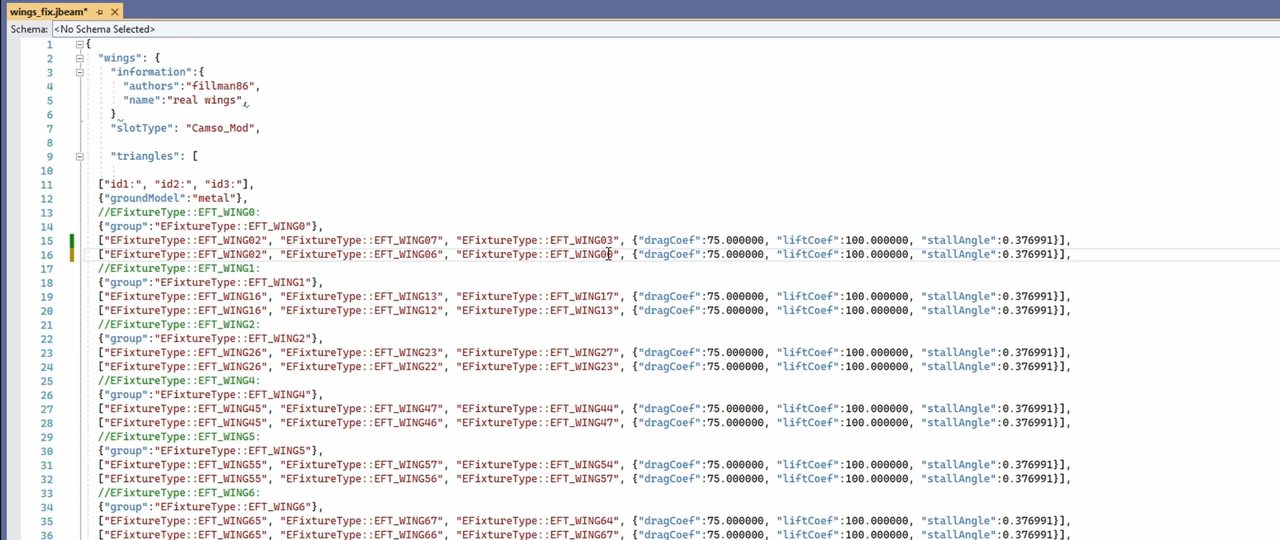 wings_fix.jbeam*
Schema: <No Schema Selected>
1 {
2 "wings": {
3 "information":{
4 "authors":"fillman86",
5 "name":"real wings",
6 }
7 "slotType": "Camso_Mod",
8
9 "triangles": [
10
11 ["id1:", "id2:", "id3:"],
12 {"groundModel":"metal"},
13 //EFixtureType::EFT_WING0:
14 {"group":"EFixtureType::EFT_WING0"},
15 ["EFixtureType::EFT_WING02", "EFixtureType::EFT_WING07", "EFixtureType::EFT_WING03", {"dragCoef":75.000000, "liftCoef":100.000000, "stallAngle":0.376991}],
16 ["EFixtureType::EFT_WING02", "EFixtureType::EFT_WING06", {"dragCoef":75.000000, "liftCoef":100.000000, "stallAngle":0.376991}],
17 //EFixtureType::EFT_WING1:
18 {"group":"EFixtureType::EFT_WING1"},
19 ["EFixtureType::EFT_WING16", "EFixtureType::EFT_WING13", "EFixtureType::EFT_WING17", {"dragCoef":75.000000, "liftCoef":100.000000, "stallAngle":0.376991}],
20 ["EFixtureType::EFT_WING16", "EFixtureType::EFT_WING12", "EFixtureType::EFT_WING13", {"dragCoef":75.000000, "liftCoef":100.000000, "stallAngle":0.376991}],
21 //EFixtureType::EFT_WING2:
22 {"group":"EFixtureType::EFT_WING2"},
23 ["EFixtureType::EFT_WING26", "EFixtureType::EFT_WING23", "EFixtureType::EFT_WING27", {"dragCoef":75.000000, "liftCoef":100.000000, "stallAngle":0.376991}],
24 ["EFixtureType::EFT_WING26", "EFixtureType::EFT_WING22", "EFixtureType::EFT_WING23", {"dragCoef":75.000000, "liftCoef":100.000000, "stallAngle":0.376991}],
25 //EFixtureType::EFT_WING4:
26 {"group":"EFixtureType::EFT_WING4"},
27 ["EFixtureType::EFT_WING45", "EFixtureType::EFT_WING47", "EFixtureType::EFT_WING44", {"dragCoef":75.000000, "liftCoef":100.000000, "stallAngle":0.376991}],
28 ["EFixtureType::EFT_WING45", "EFixtureType::EFT_WING46", "EFixtureType::EFT_WING47", {"dragCoef":75.000000, "liftCoef":100.000000, "stallAngle":0.376991}],
29 //EFixtureType::EFT_WING5:
30 {"group":"EFixtureType::EFT_WING5"},
31 ["EFixtureType::EFT_WING55", "EFixtureType::EFT_WING57", "EFixtureType::EFT_WING54", {"dragCoef":75.000000, "liftCoef":100.000000, "stallAngle":0.376991}],
32 ["EFixtureType::EFT_WING55", "EFixtureType::EFT_WING56", "EFixtureType::EFT_WING57", {"dragCoef":75.000000, "liftCoef":100.000000, "stallAngle":0.376991}],
33 //EFixtureType::EFT_WING6:
34 {"group":"EFixtureType::EFT_WING6"},
35 ["EFixtureType::EFT_WING65", "EFixtureType::EFT_WING67", "EFixtureType::EFT_WING64", {"dragCoef":75.000000, "liftCoef":100.000000, "stallAngle":0.376991}],
36 ["EFixtureType::EFT_WING65", "EFixtureType::EFT_WING66", "EFixtureType::EFT_WING67", {"dragCoef":75.000000, "liftCoef":100.000000, "stallAngle":0.376991}],